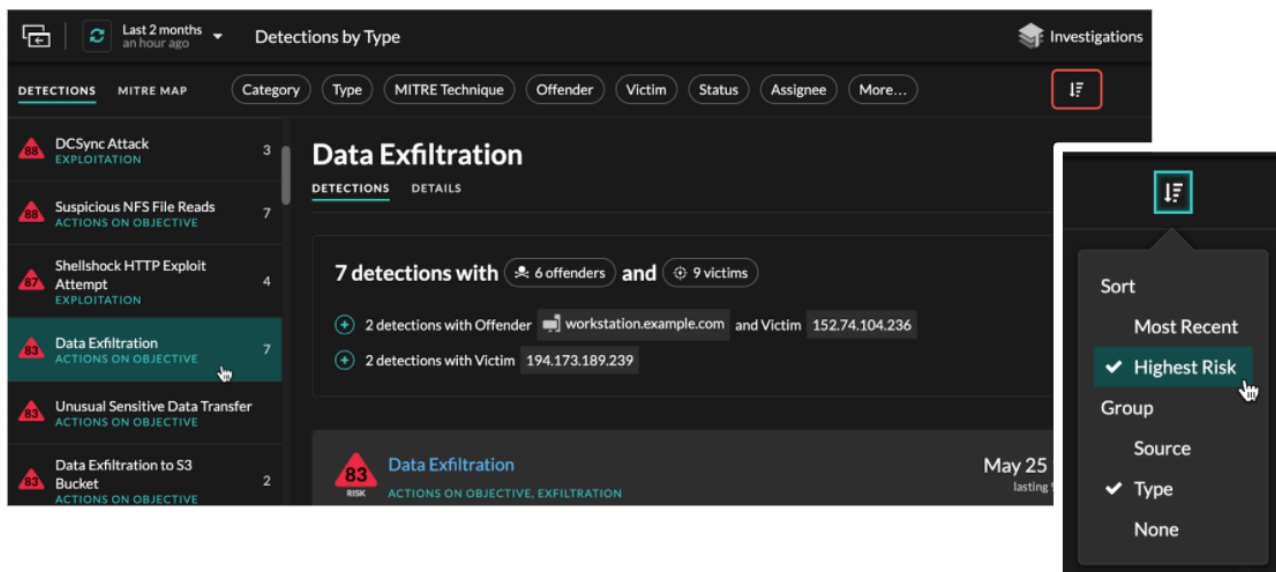 Last 2 months
an hour ago
Detections by Type
Investigations
DETECTIONS
MITRE MAP
Category
Type
MITRE Technique
Offender
Victim
Status
Assignee
More...
88
DCSync Attack
EXPLOITATION
3
88
Suspicious NFS File Reads
ACTIONS ON OBJECTIVE
7
87
Shellshock HTTP Exploit
Attempt
EXPLOITATION
4
83
Data Exfiltration
ACTIONS ON OBJECTIVE
7
83
Unusual Sensitive Data Transfer
ACTIONS ON OBJECTIVE
83
Data Exfiltration to S3
Bucket
ACTIONS ON OBJECTIVE
2
Data Exfiltration
DETECTIONS
DETAILS
7 detections with 6 offenders and 9 victims
2 detections with Offender workstation.example.com and Victim 152.74.104.236
2 detections with Victim 194.173.189.239
83
RISK
Data Exfiltration
ACTIONS ON OBJECTIVE, EXFILTRATION
May 25
lasting
Sort
Most Recent
Highest Risk
Group
Source
Type
None